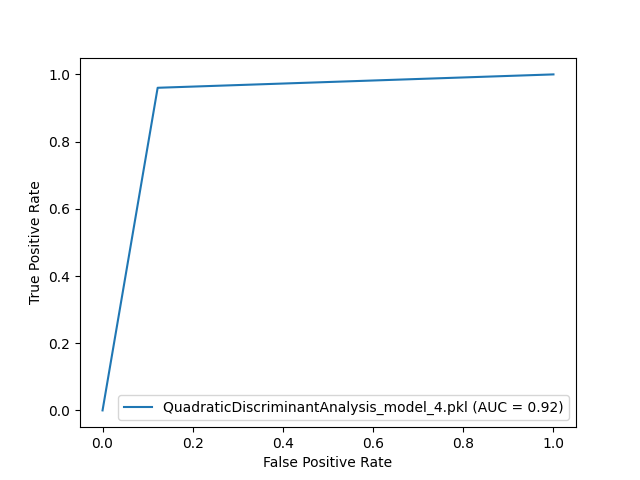 1.0
0.8
0.6
0.4
0.2
0.0
True Positive Rate
QuadraticDiscriminantAnalysis_model_4.pkl (AUC = 0.92)
0.0 0.2 0.4 0.6 0.8 1.0
False Positive Rate